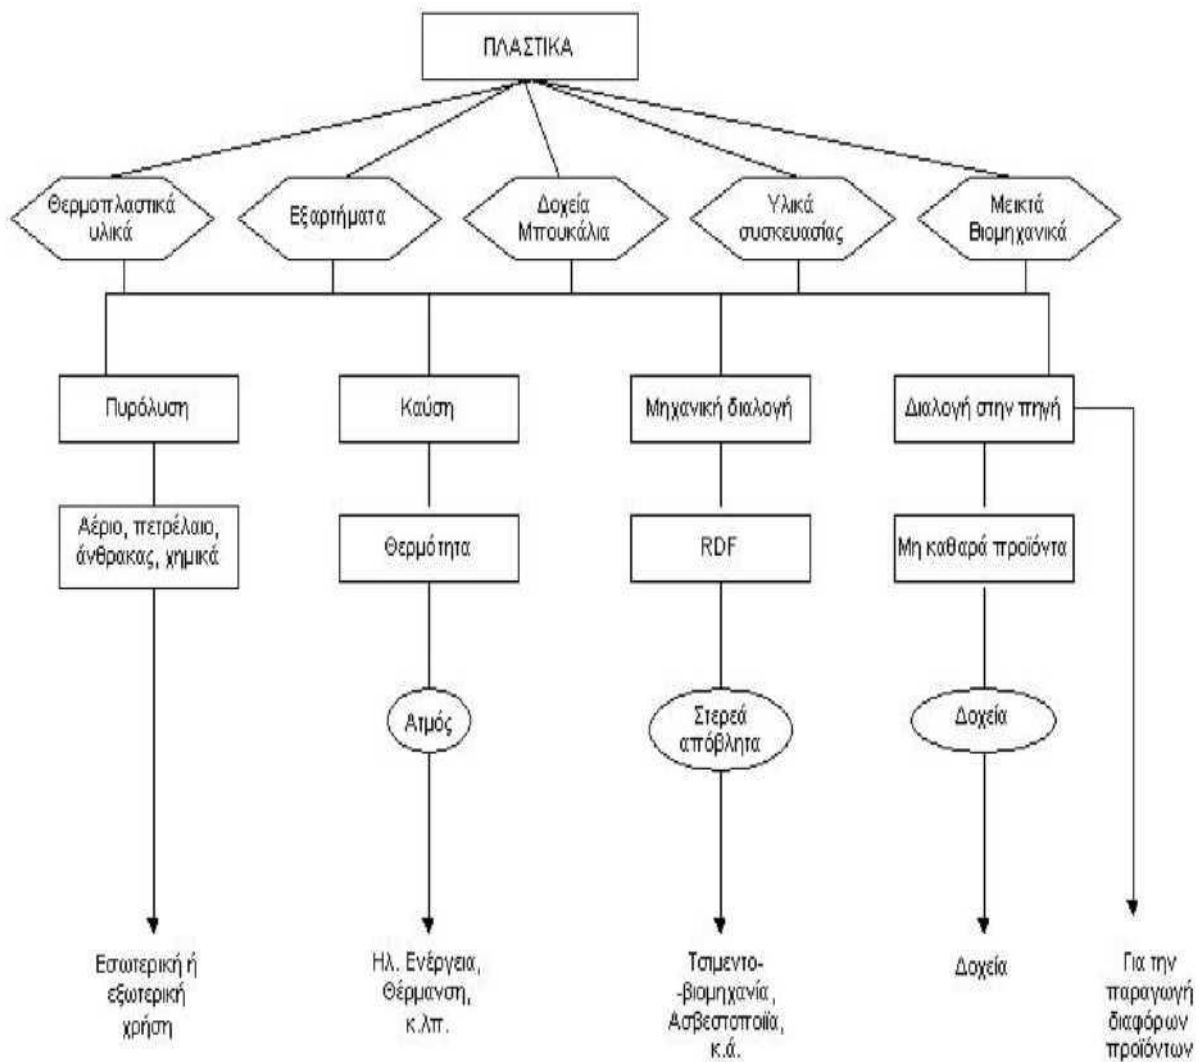 ΠΛΑΣΤΙΚΑ
Θερμοπλαστικά
υλικά
Εξαρτήματα
Δοχεία
Μπουκάλια
Υλικά
συσκευασίας
Μεικτά
Βιομηχανικά
Πυρόλυση
Καύση
Μηχανική διαλογή
Διαλογή στην πηγή
Αέριο, πετρέλαιο,
άνθρακας, χημικά
Θερμότητα
RDF
Μη καθαρά προϊόντα
Ατμός
Στερεά
απόβλητα
Δοχεία
Εσωτερική ή
εξωτερική
χρήση
Ηλ. Ενέργεια,
Θέρμανση,
κ.λπ.
Τσιμεντο-
-βιομηχανία,
Ασβεστοποιϊα,
κ.ά.
Δοχεία
Για την
παραγωγή
διαφόρων
προϊόντων